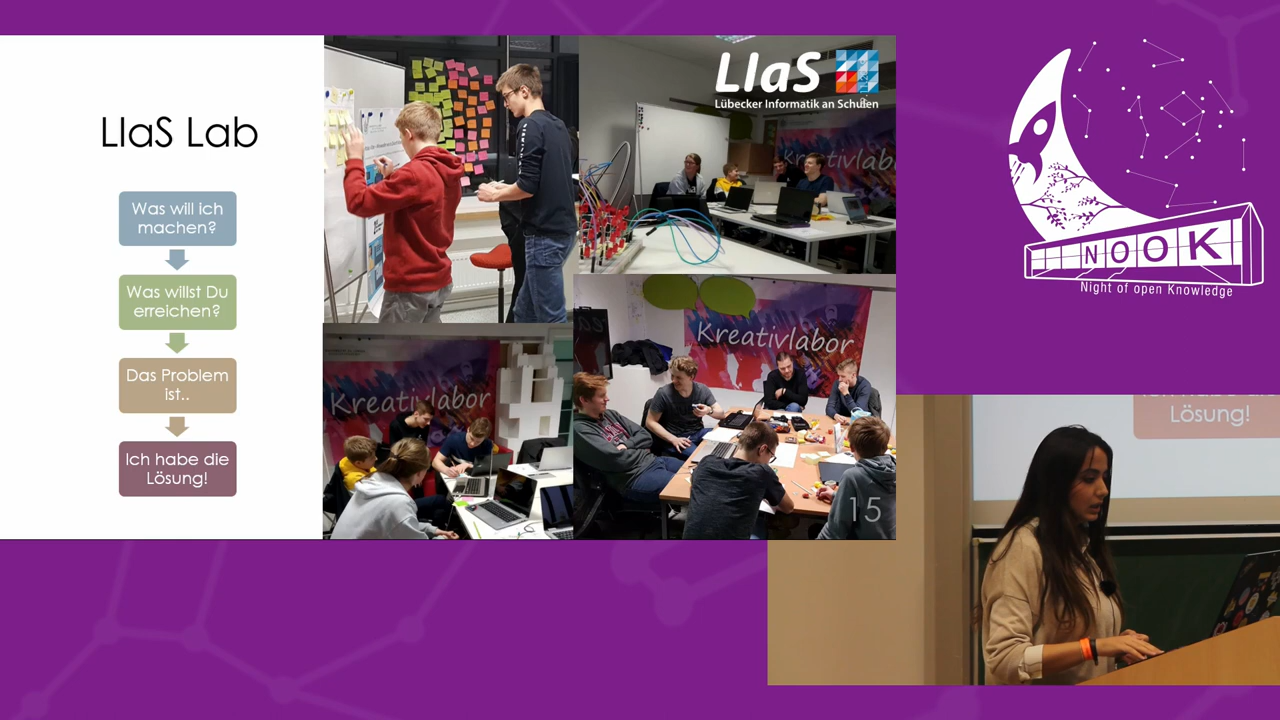 LIaS Lab
Was will ich
machen?
Was willst Du
erreichen?
Das Problem
ist..
Ich habe die
Lösung!
LIaS
Lübecker Informatik an Schulen
Kreativlabor
Kreativlabor
Kreativlabor
15
NOOK
Night of open Knowledge
Lösung!